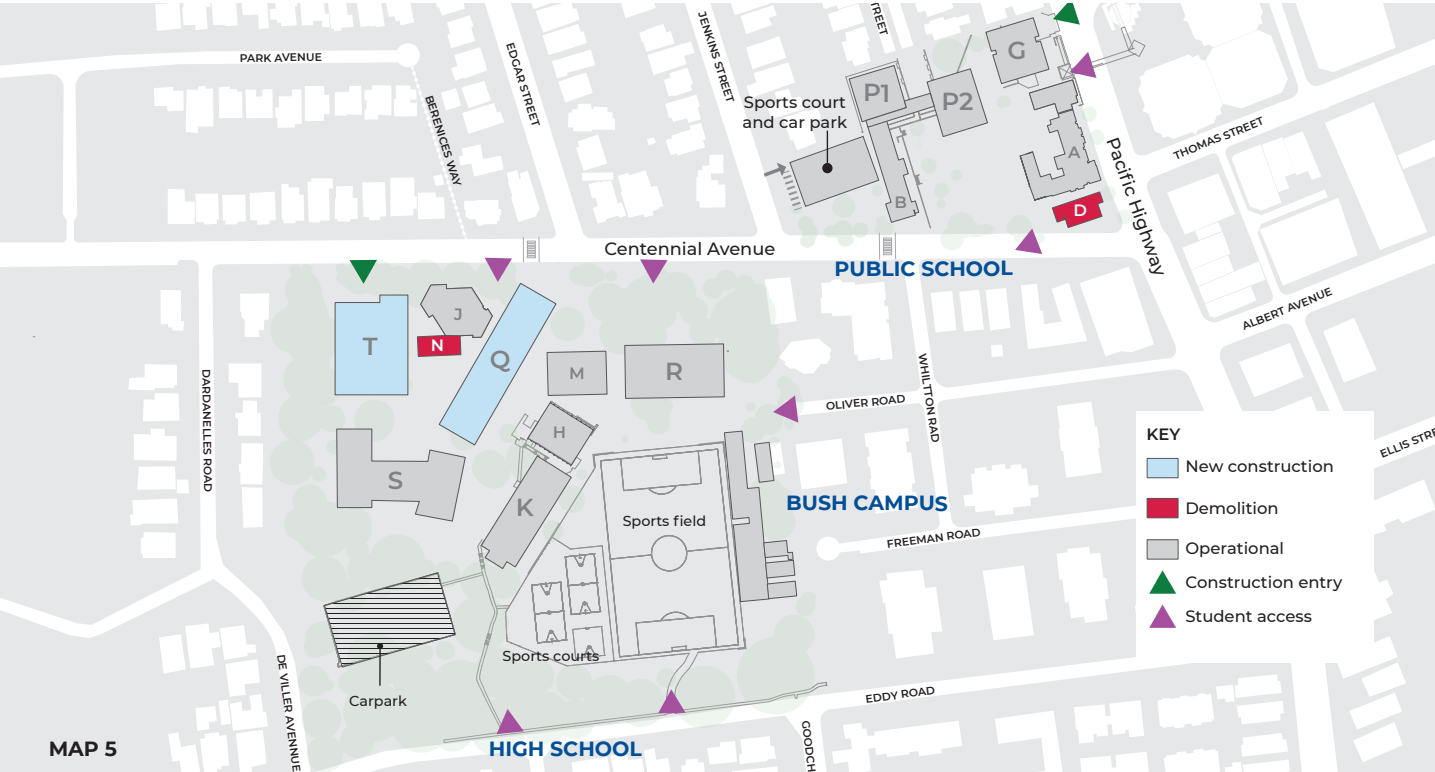 PARK AVENUE
BERENICES WAY
EDGAR STREET
JENKINS STREET
TREET
Sports court
and car park
P1
P2
G
A
B
D
Pacific Highway
THOMAS STREET
Centennial Avenue
PUBLIC SCHOOL
ALBERT AVENUE
T
J
N
Q
M
R
H
S
K
DARDANELLES ROAD
OLIVER ROAD
WHILTTON RAD
ELLIS STRE
Sports field
BUSH CAMPUS
FREEMAN ROAD
KEY
New construction
Demolition
Operational
Construction entry
Student access
Sports courts
Carpark
DE VILLER AVENNUE
EDDY ROAD
GOODCH
MAP 5
HIGH SCHOOL